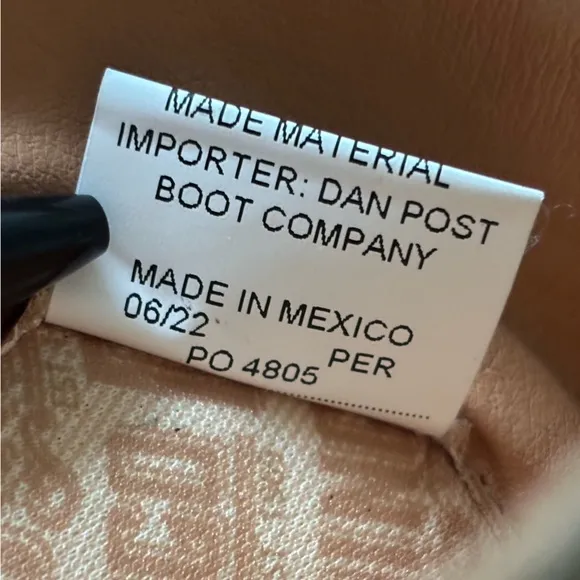 MADE MATERIAL
IMPORTER: DAN POST
BOOT COMPANY
MADE IN MEXICO
06/22 PER
PO 4805